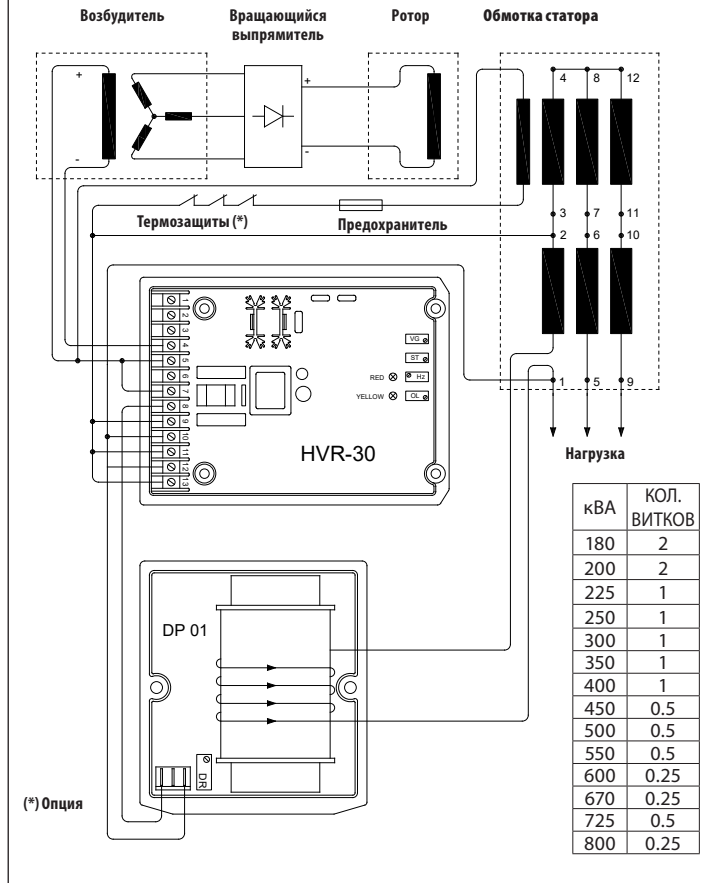 Возбудитель
Вращающийся
выпрямитель
Ротор
Обмотка статора
+
-
+
-
4 8 12
3 7 11
2 6 10
Термозащиты (*)
Предохранитель
1
2
3
4
5
6
7
8
9
10
11
12
13
VG
ST
RED Hz
YELLOW OL
HVR-30
1 5 9
Нагрузка
DP 01
DR
(*) Опция
кВА КОЛ.
ВИТКОВ
180 2
200 2
225 1
250 1
300 1
350 1
400 1
450 0.5
500 0.5
550 0.5
600 0.25
670 0.25
725 0.5
800 0.25